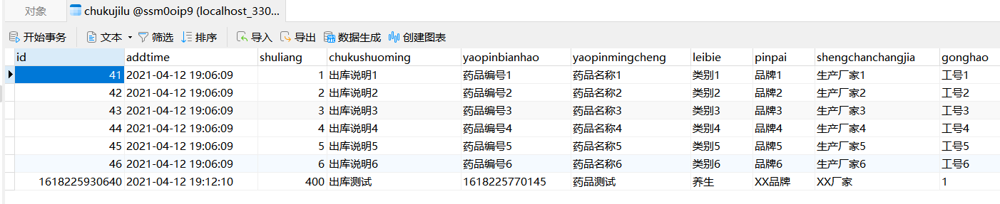 对象 chukujilu @ssm0oip9 (localhost_330...
开始事务 文本 筛选 排序 导入 导出 数据生成 创建图表
id addtime shuliang chukushuoming yaopinbianhao yaopinmingcheng leibie pinpai shengchanchangjia gonghao
41 2021-04-12 19:06:09 1 出库说明1 药品编号1 药品名称1 类别1 品牌1 生产厂家1 工号1
42 2021-04-12 19:06:09 2 出库说明2 药品编号2 药品名称2 类别2 品牌2 生产厂家2 工号2
43 2021-04-12 19:06:09 3 出库说明3 药品编号3 药品名称3 类别3 品牌3 生产厂家3 工号3
44 2021-04-12 19:06:09 4 出库说明4 药品编号4 药品名称4 类别4 品牌4 生产厂家4 工号4
45 2021-04-12 19:06:09 5 出库说明5 药品编号5 药品名称5 类别5 品牌5 生产厂家5 工号5
46 2021-04-12 19:06:09 6 出库说明6 药品编号6 药品名称6 类别6 品牌6 生产厂家6 工号6
1618225930640 2021-04-12 19:12:10 400 出库测试 1618225770145 药品测试 养生 XX品牌 XX厂家 1